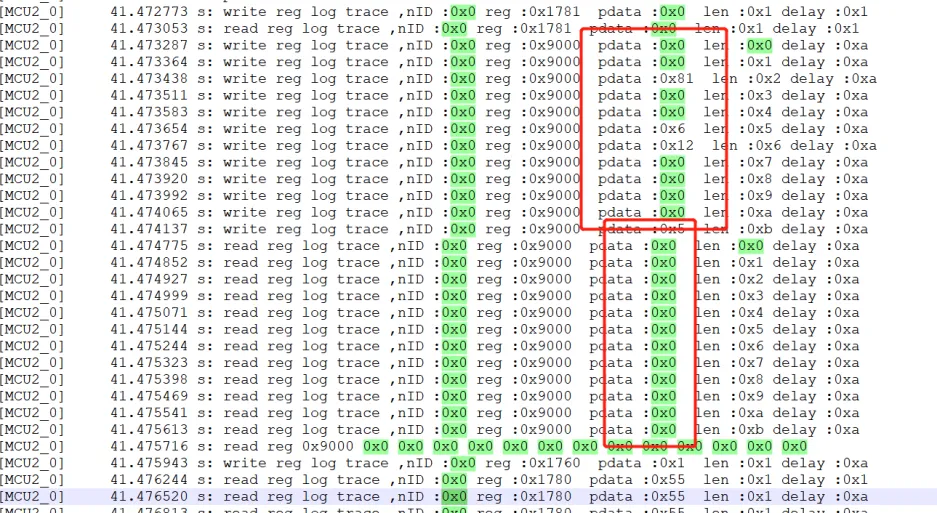 [MCU2_0]     41.472773 s: write reg log trace ,nID :0x0 reg :0x1781  pdata :0x0  len :0x1 delay :0x1
[MCU2_0]     41.473053 s: read reg log trace ,nID :0x0 reg :0x1781  pdata :0x0  len :0x1 delay :0x1
[MCU2_0]     41.473287 s: write reg log trace ,nID :0x0 reg :0x9000  pdata :0x0  len :0x0 delay :0xa
[MCU2_0]     41.473364 s: write reg log trace ,nID :0x0 reg :0x9000  pdata :0x0  len :0x1 delay :0xa
[MCU2_0]     41.473438 s: write reg log trace ,nID :0x0 reg :0x9000  pdata :0x81  len :0x2 delay :0xa
[MCU2_0]     41.473511 s: write reg log trace ,nID :0x0 reg :0x9000  pdata :0x0  len :0x3 delay :0xa
[MCU2_0]     41.473583 s: write reg log trace ,nID :0x0 reg :0x9000  pdata :0x0  len :0x4 delay :0xa
[MCU2_0]     41.473654 s: write reg log trace ,nID :0x0 reg :0x9000  pdata :0x6  len :0x5 delay :0xa
[MCU2_0]     41.473767 s: write reg log trace ,nID :0x0 reg :0x9000  pdata :0x12  len :0x6 delay :0xa
[MCU2_0]     41.473845 s: write reg log trace ,nID :0x0 reg :0x9000  pdata :0x0  len :0x7 delay :0xa
[MCU2_0]     41.473920 s: write reg log trace ,nID :0x0 reg :0x9000  pdata :0x0  len :0x8 delay :0xa
[MCU2_0]     41.473992 s: write reg log trace ,nID :0x0 reg :0x9000  pdata :0x0  len :0x9 delay :0xa
[MCU2_0]     41.474065 s: write reg log trace ,nID :0x0 reg :0x9000  pdata :0x0  len :0xa delay :0xa
[MCU2_0]     41.474137 s: write reg log trace ,nID :0x0 reg :0x9000  pdata :0x5  len :0xb delay :0xa
[MCU2_0]     41.474775 s: read reg log trace ,nID :0x0 reg :0x9000  pdata :0x0  len :0x0 delay :0xa
[MCU2_0]     41.474852 s: read reg log trace ,nID :0x0 reg :0x9000  pdata :0x0  len :0x1 delay :0xa
[MCU2_0]     41.474927 s: read reg log trace ,nID :0x0 reg :0x9000  pdata :0x0  len :0x2 delay :0xa
[MCU2_0]     41.474999 s: read reg log trace ,nID :0x0 reg :0x9000  pdata :0x0  len :0x3 delay :0xa
[MCU2_0]     41.475071 s: read reg log trace ,nID :0x0 reg :0x9000  pdata :0x0  len :0x4 delay :0xa
[MCU2_0]     41.475144 s: read reg log trace ,nID :0x0 reg :0x9000  pdata :0x0  len :0x5 delay :0xa
[MCU2_0]     41.475244 s: read reg log trace ,nID :0x0 reg :0x9000  pdata :0x0  len :0x6 delay :0xa
[MCU2_0]     41.475323 s: read reg log trace ,nID :0x0 reg :0x9000  pdata :0x0  len :0x7 delay :0xa
[MCU2_0]     41.475398 s: read reg log trace ,nID :0x0 reg :0x9000  pdata :0x0  len :0x8 delay :0xa
[MCU2_0]     41.475469 s: read reg log trace ,nID :0x0 reg :0x9000  pdata :0x0  len :0x9 delay :0xa
[MCU2_0]     41.475541 s: read reg log trace ,nID :0x0 reg :0x9000  pdata :0x0  len :0xa delay :0xa
[MCU2_0]     41.475613 s: read reg log trace ,nID :0x0 reg :0x9000  pdata :0x0  len :0xb delay :0xa
[MCU2_0]     41.475716 s: read reg 0x9000 0x0 0x0 0x0 0x0 0x0 0x0 0x0 0x0 0x0 0x0 0x0 0x0 0x0
[MCU2_0]     41.475943 s: write reg log trace ,nID :0x0 reg :0x1760  pdata :0x1  len :0x1 delay :0xa
[MCU2_0]     41.476244 s: read reg log trace ,nID :0x0 reg :0x1780  pdata :0x55  len :0x1 delay :0x1
[MCU2_0]     41.476520 s: read reg log trace ,nID :0x0 reg :0x1780  pdata :0x55  len :0x1 delay :0xa
[MCU2_0]     41.476813 s: read reg log trace ,nID :0x0 reg :0x1780  pdata :0x55  len :0x1 delay :0xa